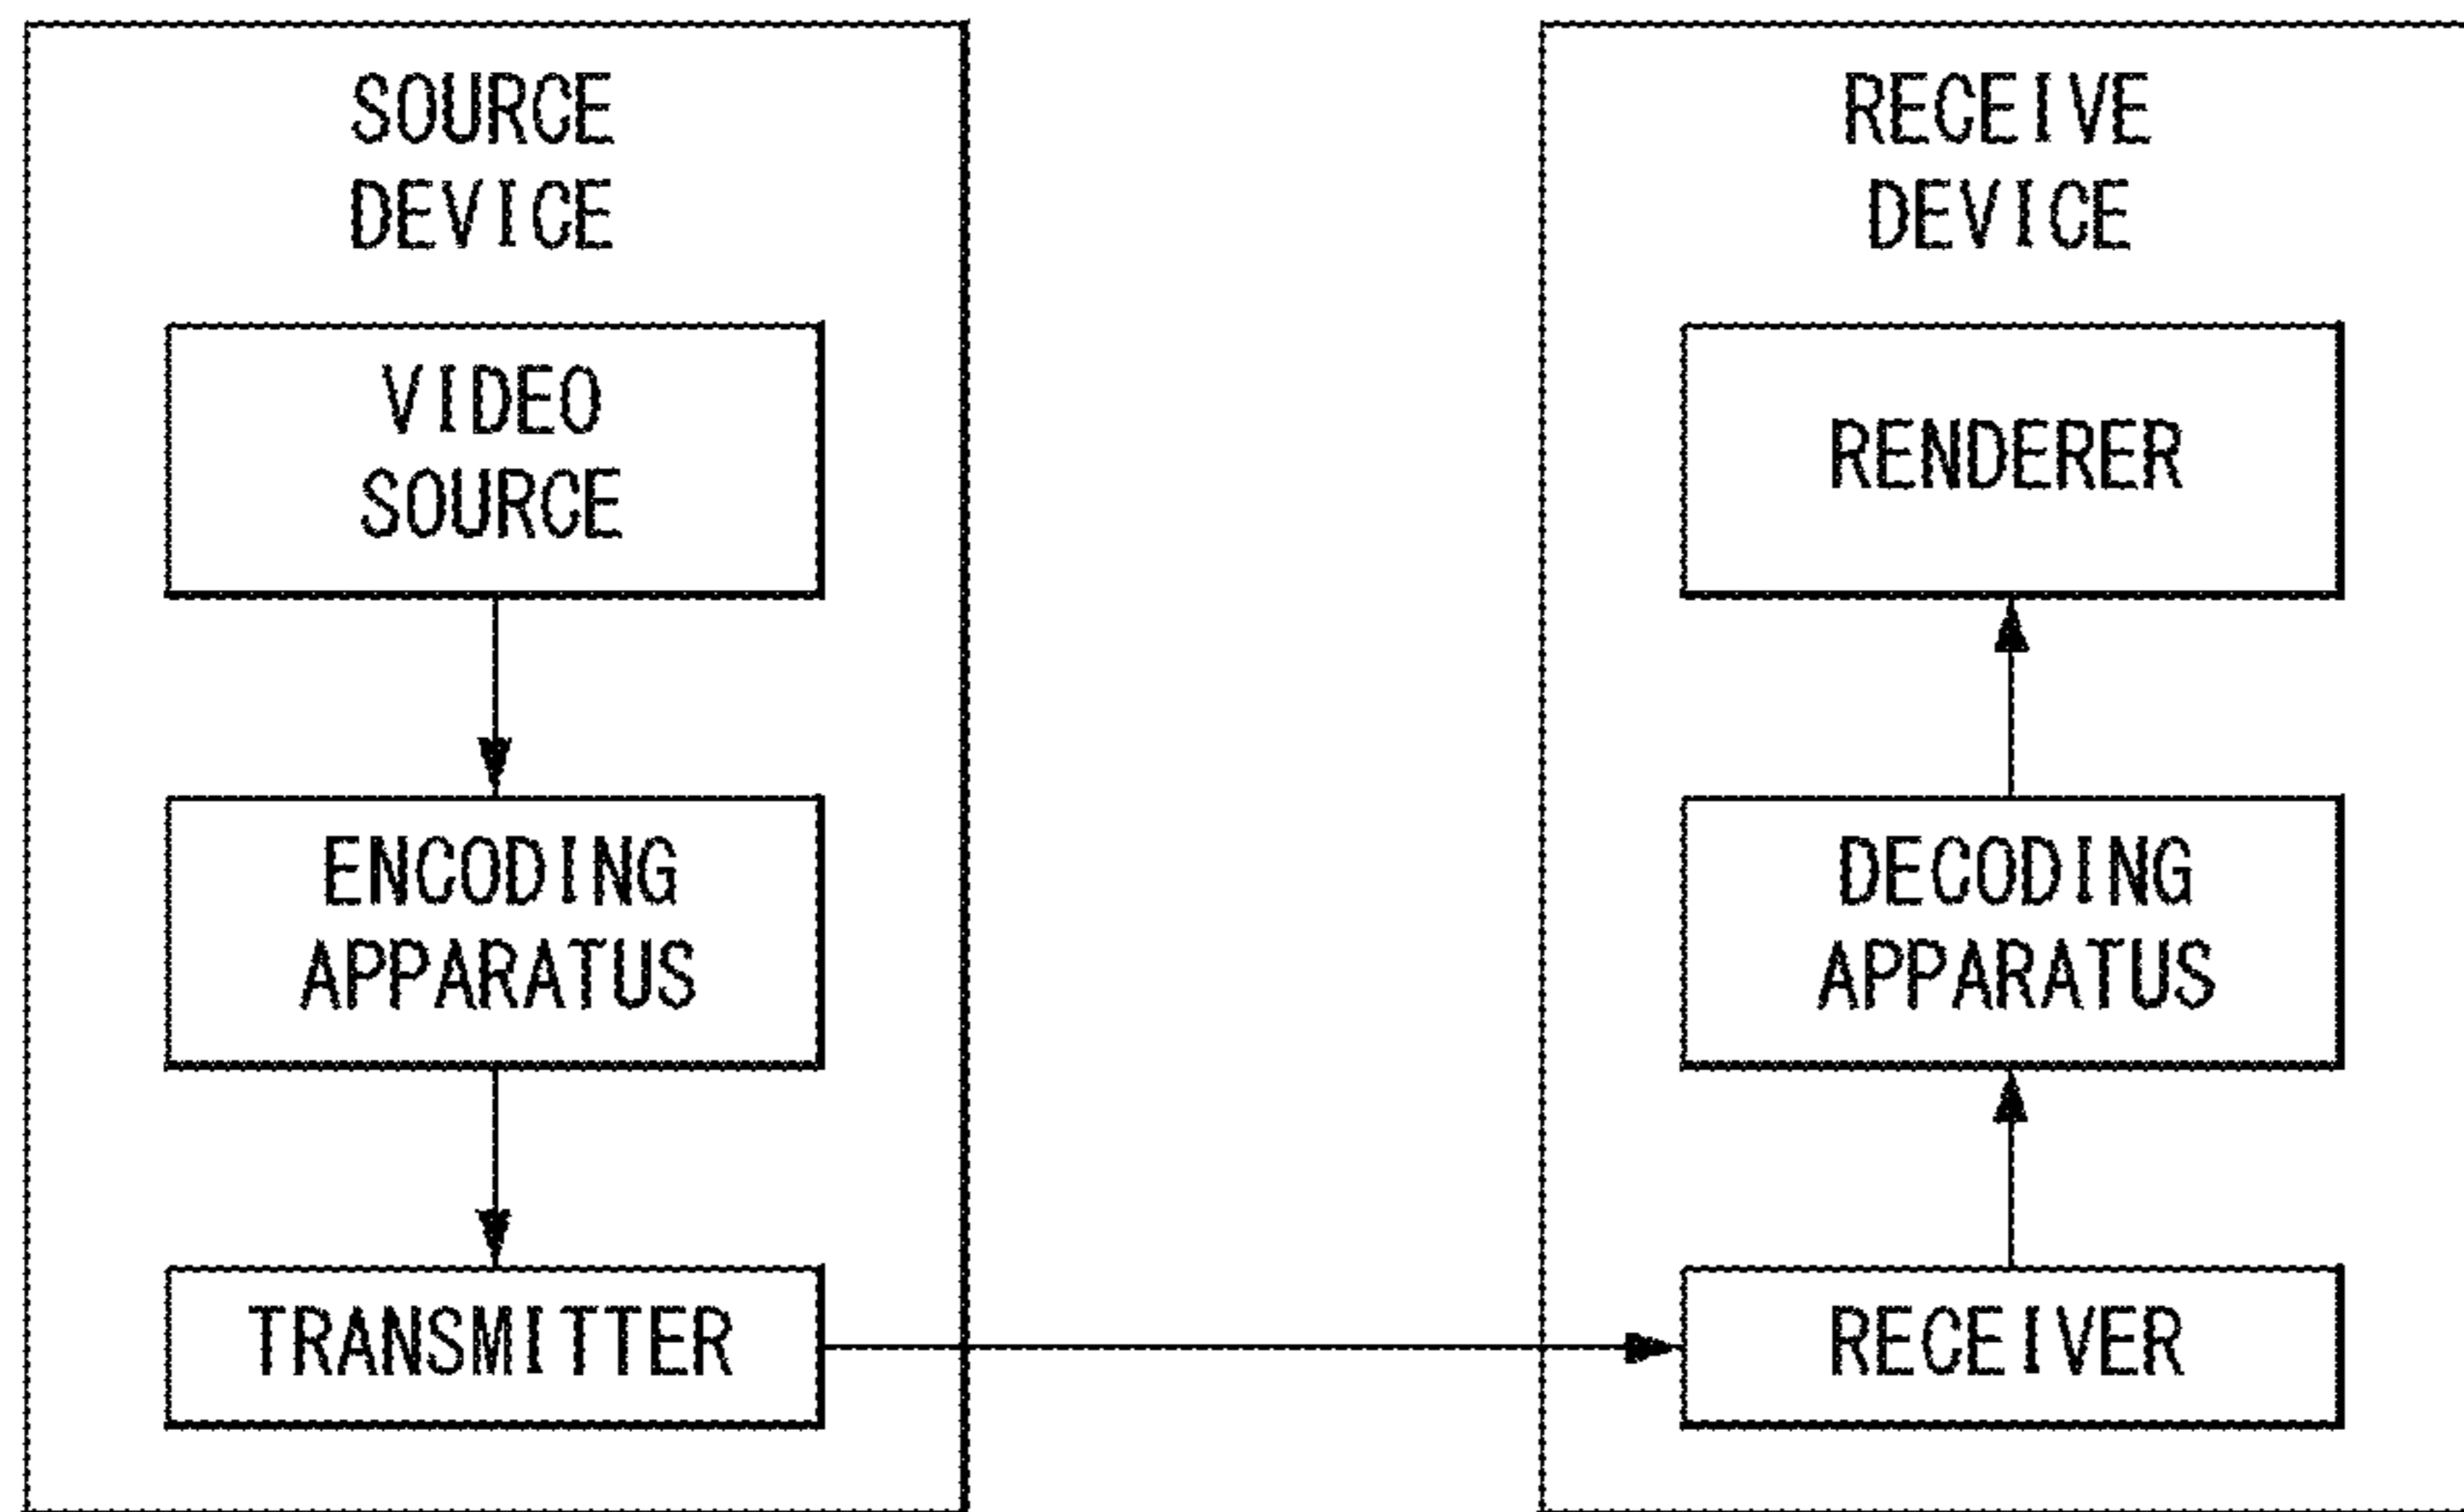 SOURCE
DEVICE
VIDEO
SOURCE
ENCODING
APPARATUS
TRANSMITTER
RECEIVE
DEVICE
RENDERER
DECODING
APPARATUS
RECEIVER